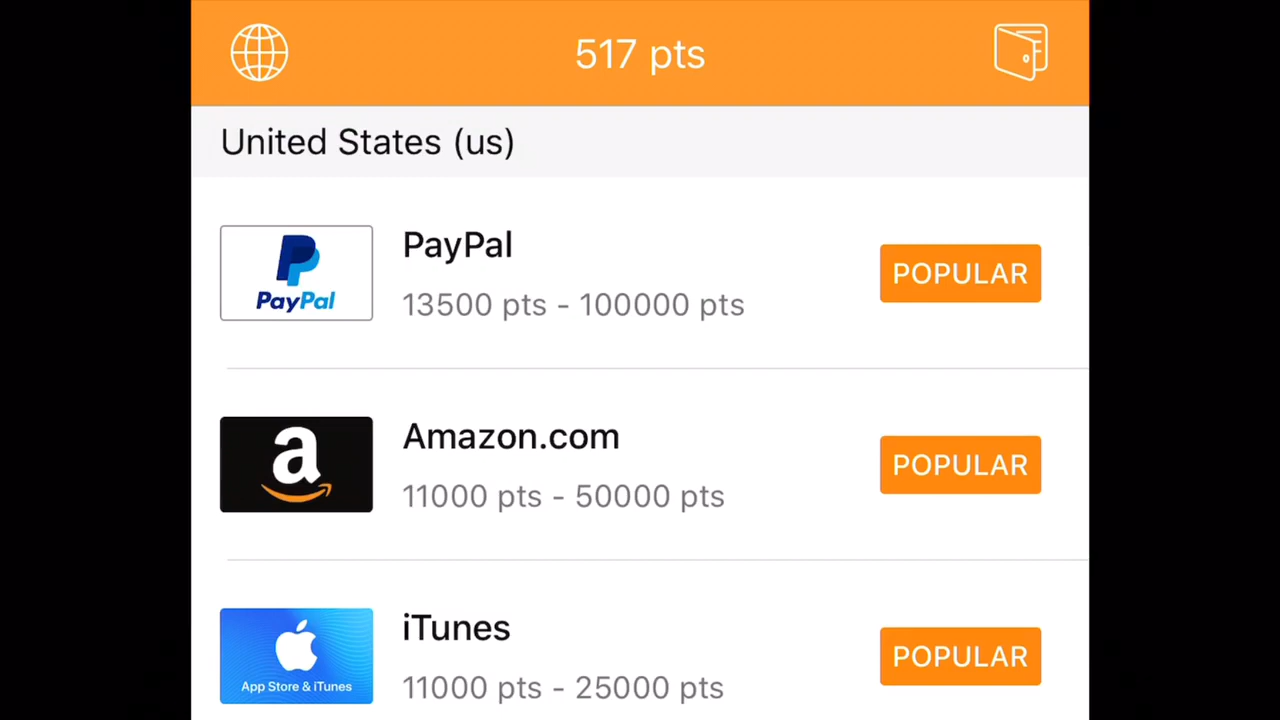 517 pts
United States (us)
PayPal
PayPal
13500 pts - 100000 pts
POPULAR
a
Amazon.com
11000 pts - 50000 pts
POPULAR
App Store & iTunes
iTunes
11000 pts - 25000 pts
POPULAR